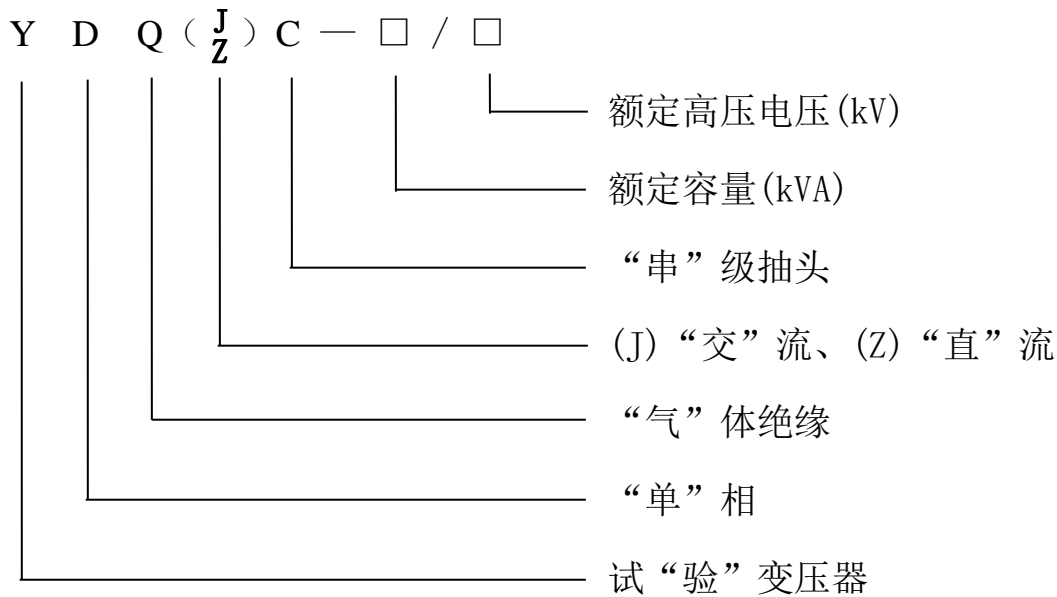 Y D Q（J/Z）C — □ / □
额定高压电压(kV)
额定容量(kVA)
“串”级抽头
(J)“交”流、(Z)“直”流
“气”体绝缘
“单”相
试“验”变压器